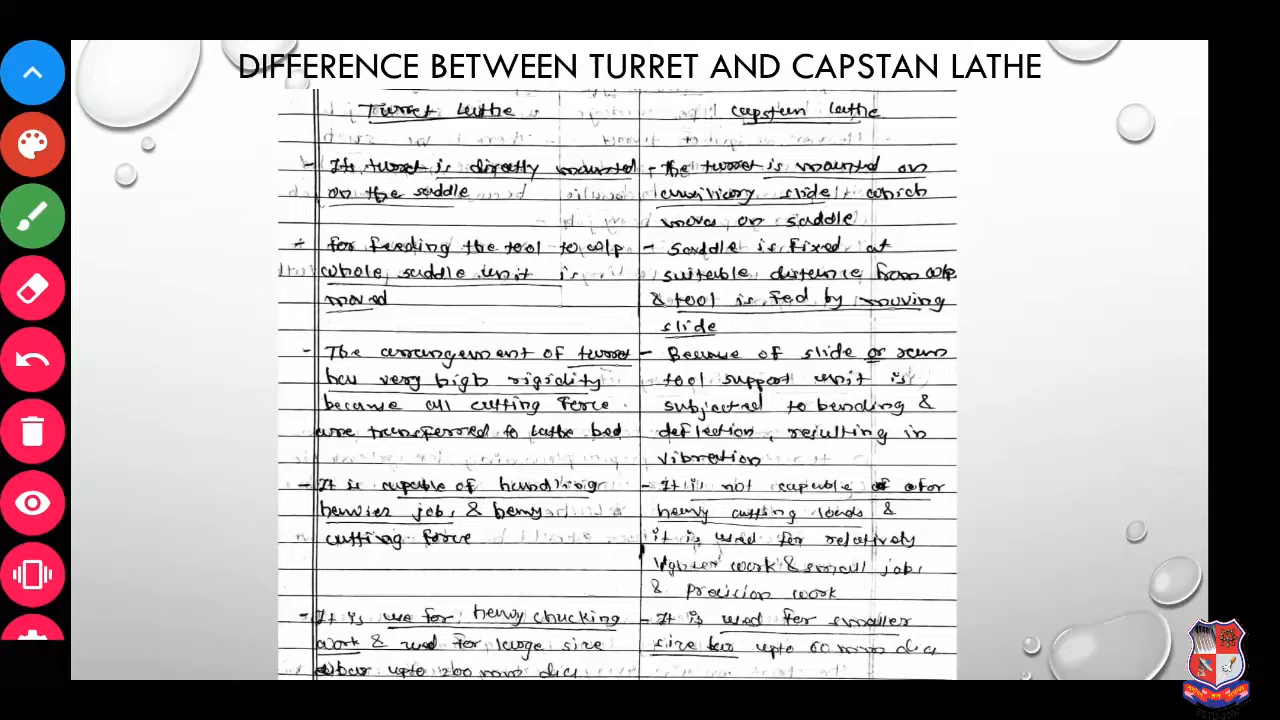 DIFFERENCE BETWEEN TURRET AND CAPSTAN LATHE
Turret Lathe
- Its turret is directly mounted
on the saddle
- for feeding the tool to w/p
whole saddle unit is
moved
- The arrangement of turret
has very high rigidity
because all cutting force
are transferred to lathe bed
- It is capable of handling
heavier job, & heavy
cutting force
- It is use for heavy chucking
work & used for large size
bar upto 200 mm dia
capstan lathe
- The turret is mounted on
auxiliary slide, which
move on saddle
- Saddle is fixed at
suitable distance from w/p
& tool is fed by moving
slide
- Because of slide or ram
tool support unit is
subjected to bending &
deflection, resulting in
vibration
- It is not capable for
heavy cutting loads &
it is used for relatively
lighter work & small job,
& precision work
- It is used for smaller
size bar upto 60 mm dia